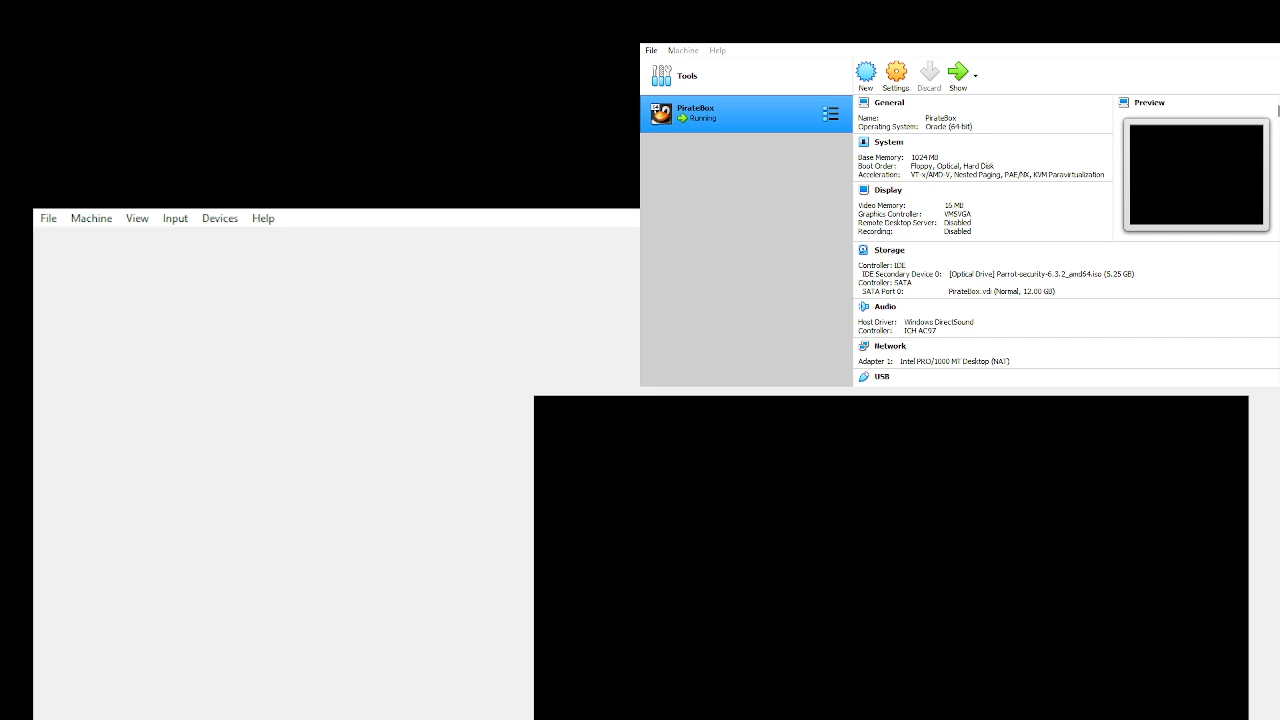 File Machine Help
Tools
New Settings Discard Show
PirateBox
Running
General
Name: PirateBox
Operating System: Oracle (64-bit)
Preview
System
Base Memory: 1024 MB
Boot Order: Floppy, Optical, Hard Disk
Acceleration: VT-x/AMD-V, Nested Paging, PAE/NX, KVM Paravirtualization
Display
Video Memory: 16 MB
Graphics Controller: VMSVGA
Remote Desktop Server: Disabled
Recording: Disabled
Storage
Controller: IDE
IDE Secondary Device 0: [Optical Drive] Parrot-security-6.3.2_amd64.iso (5.25 GB)
Controller: SATA
SATA Port 0: PirateBox.vdi (Normal, 12.00 GB)
Audio
Host Driver: Windows DirectSound
Controller: ICH AC97
Network
Adapter 1: Intel PRO/1000 MT Desktop (NAT)
USB
File Machine View Input Devices Help